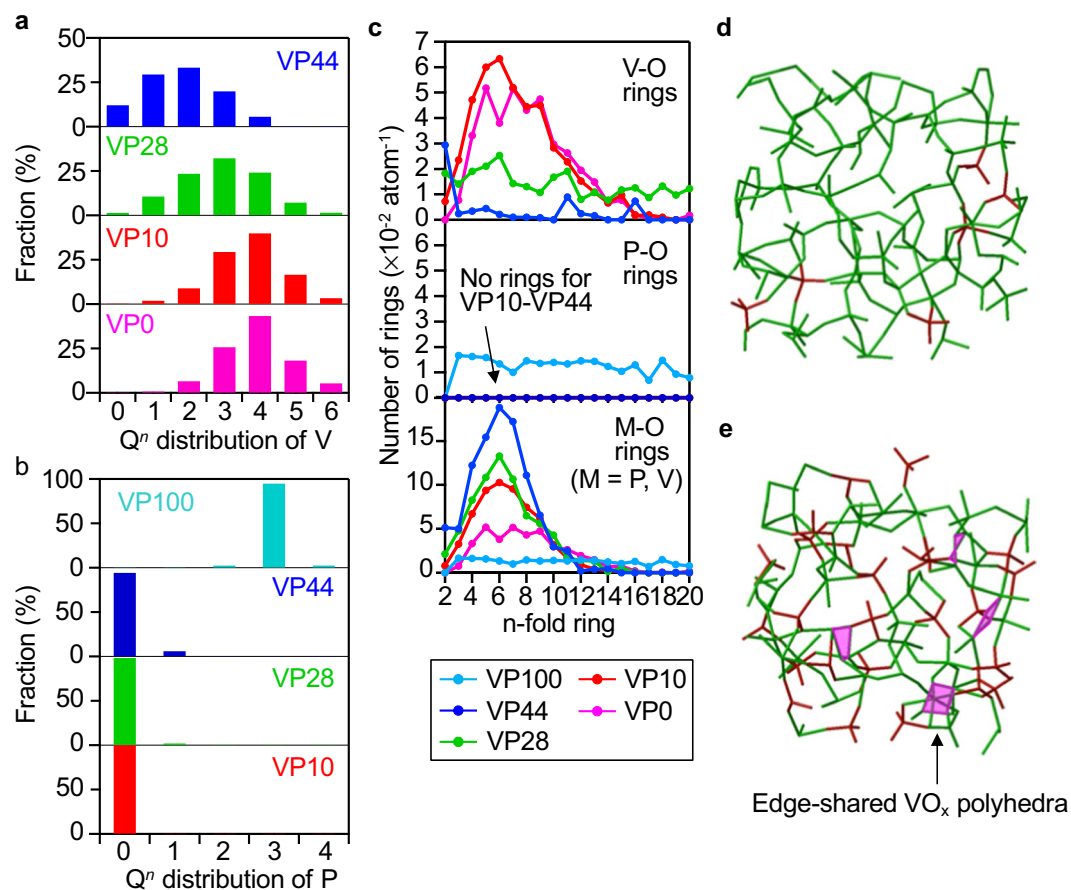 a
50
25
0
VP44
25
0
VP28
25
0
VP10
25
0
VP0
0 1 2 3 4 5 6
Fraction (%)
Qⁿ distribution of V
b
100
50
0
VP100
50
0
VP44
50
0
VP28
50
0
VP10
0 1 2 3 4
Fraction (%)
Qⁿ distribution of P
c
7
6
5
4
3
2
1
0
V-O
rings
6
5
4
3
2
1
0
P-O
rings
No rings for
VP10-VP44
15
10
5
0
M-O
rings
(M = P, V)
2 4 6 8 10 12 14 16 18 20
Number of rings (×10⁻² atom⁻¹)
n-fold ring
VP100 VP10
VP44 VP0
VP28
d
e
Edge-shared VOₓ polyhedra